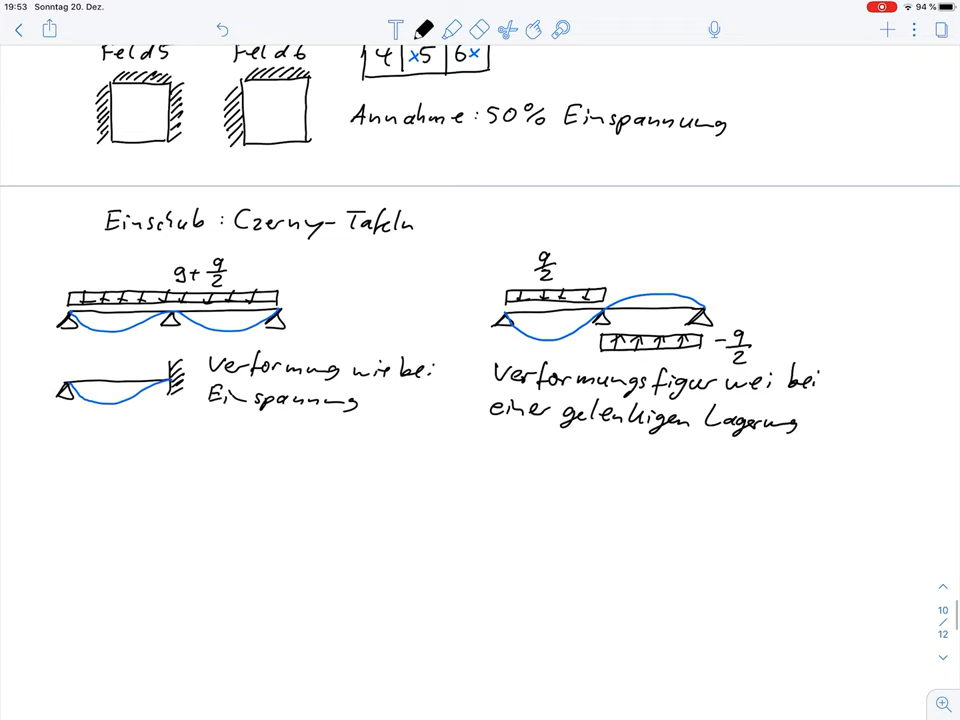 19:53 Sonntag 20. Dez.
94 %
Feld 5
Feld 6
4 x5 6x
Annahme: 50% Einspannung
Einschub: Czerny-Tafeln
g+ q/2
q/2
-q/2
Verformung wie bei
Einspannung
Verformungsfigur wei bei
einer gelenkigen Lagerung
10
/
12